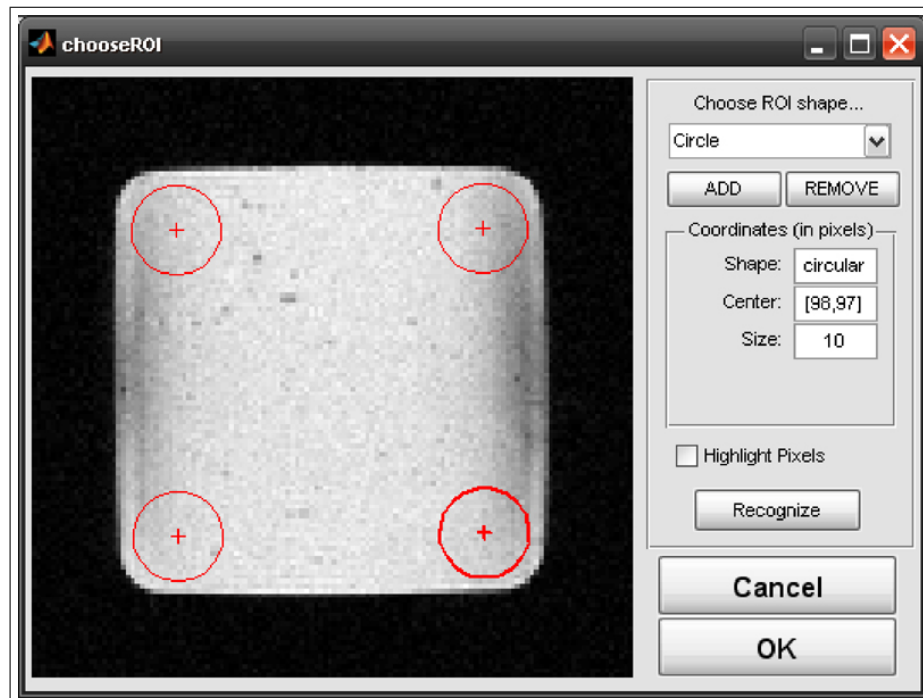 chooseROI
Choose ROI shape...
Circle
ADD REMOVE
Coordinates (in pixels)
Shape: circular
Center: [98,97]
Size: 10
Highlight Pixels
Recognize
Cancel
OK